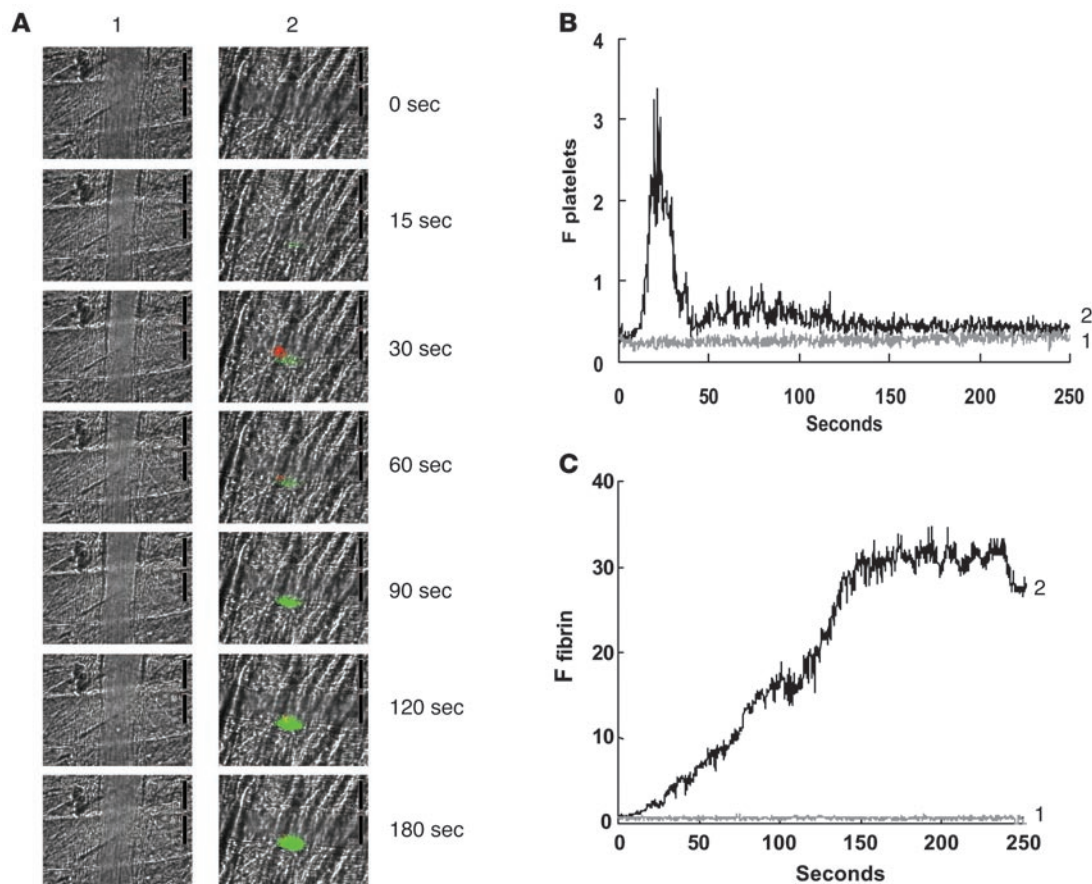 A
1 2
0 sec
15 sec
30 sec
60 sec
90 sec
120 sec
180 sec
B
4
3
2
1
0
F platelets
2
1
0 50 100 150 200 250
Seconds
C
40
30
20
10
0
F fibrin
2
1
0 50 100 150 200 250
Seconds